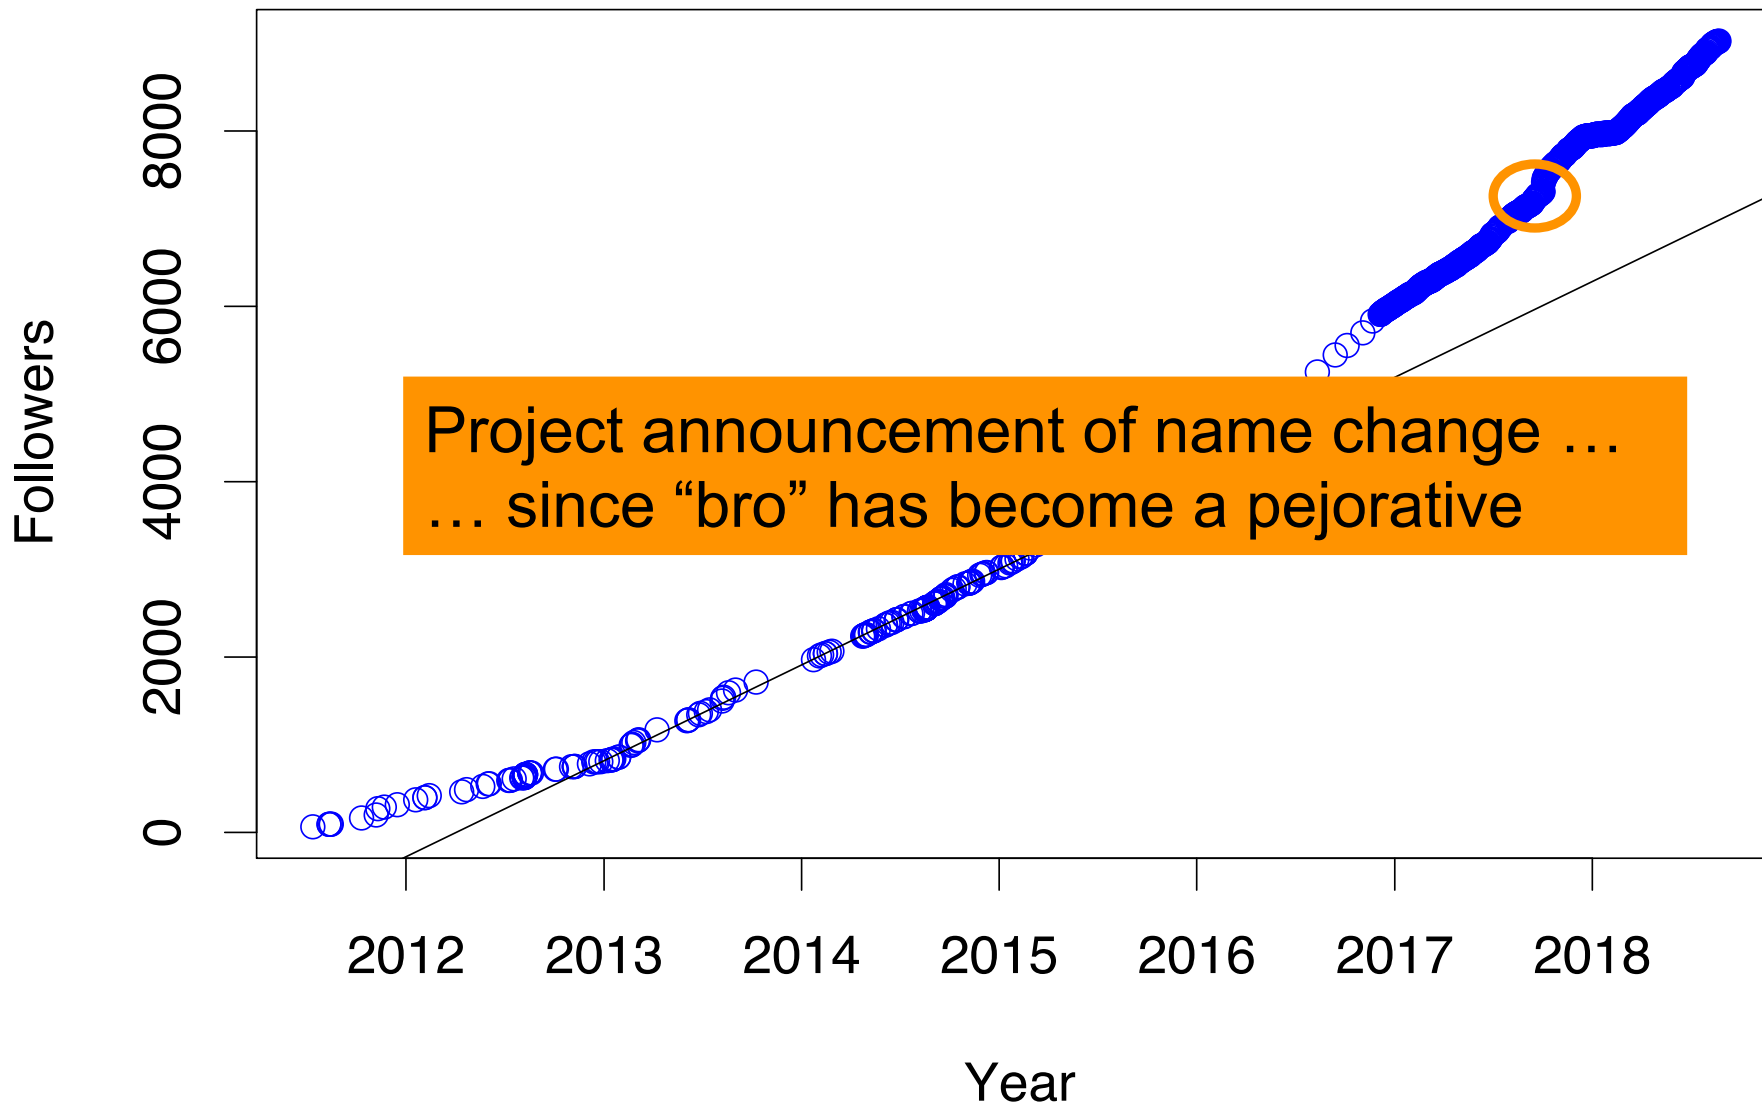 8000
6000
4000
2000
0
Followers
Project announcement of name change …
… since “bro” has become a pejorative
2012 2013 2014 2015 2016 2017 2018
Year